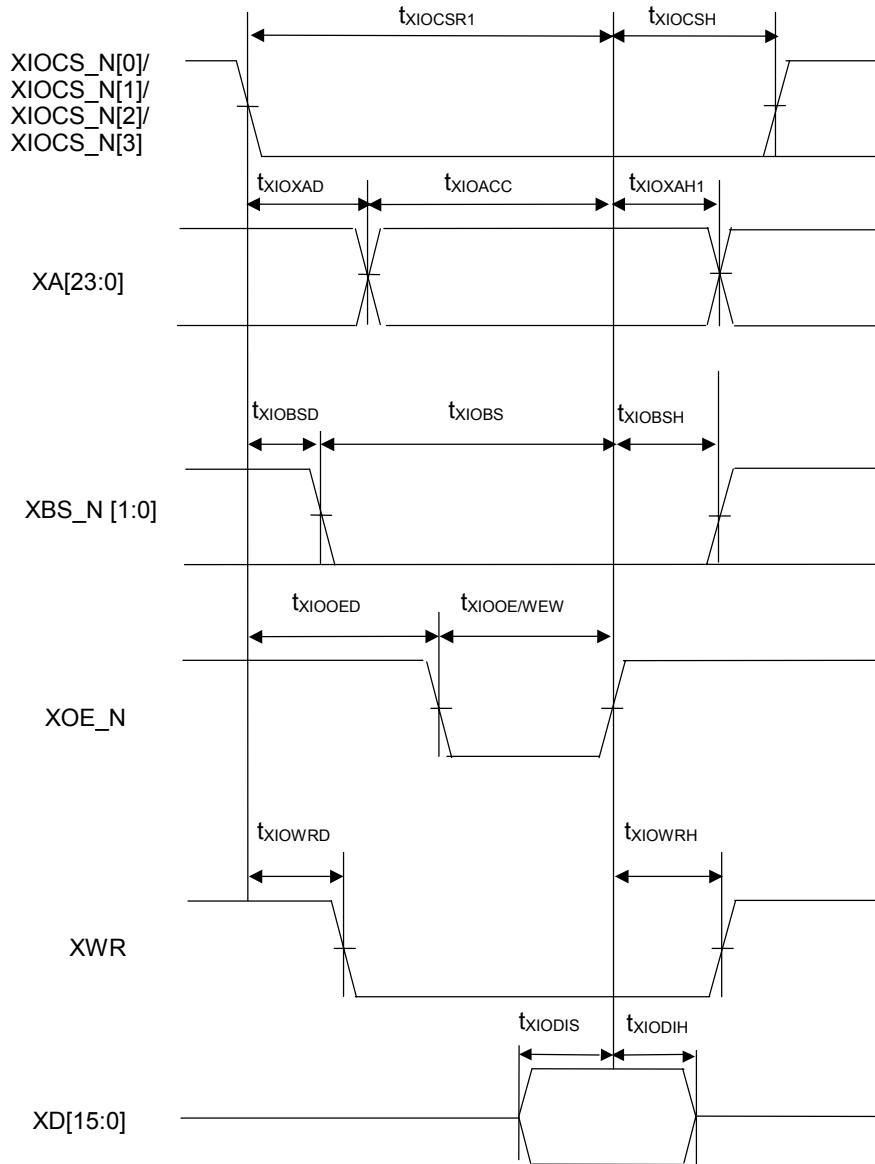 tXIOCSR1 tXIOCSH
XIOCS_N[0]/
XIOCS_N[1]/
XIOCS_N[2]/
XIOCS_N[3]
tXIOXAD tXIOACC tXIOXAH1
XA[23:0]
tXIOBSD tXIOBS tXIOBSH
XBS_N [1:0]
tXIOOED tXIOOE/WEW
XOE_N
tXIOWRD tXIOWRH
XWR
tXIODIS tXIODIH
XD[15:0]